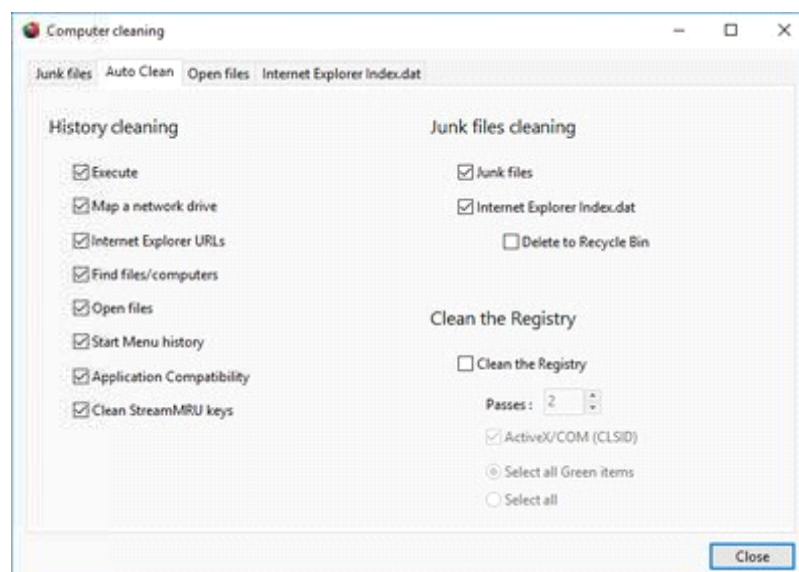 Computer cleaning
Junk files Auto Clean Open files Internet Explorer Index.dat
History cleaning
Execute
Map a network drive
Internet Explorer URLs
Find files/computers
Open files
Start Menu history
Application Compatibility
Clean StreamMRU keys
Junk files cleaning
Junk files
Internet Explorer Index.dat
Delete to Recycle Bin
Clean the Registry
Clean the Registry
Passes: 2
ActiveX/COM (CLSID)
Select all Green items
Select all
Close